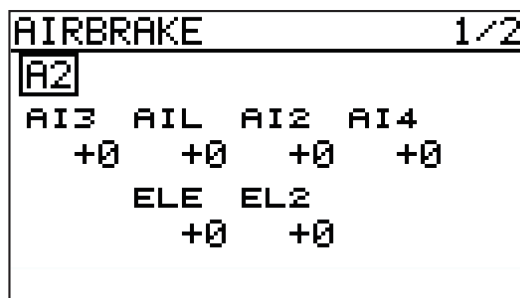 AIRBRAKE 1/2
A2
AI3 AIL AI2 AI4
+0 +0 +0 +0
ELE EL2
+0 +0